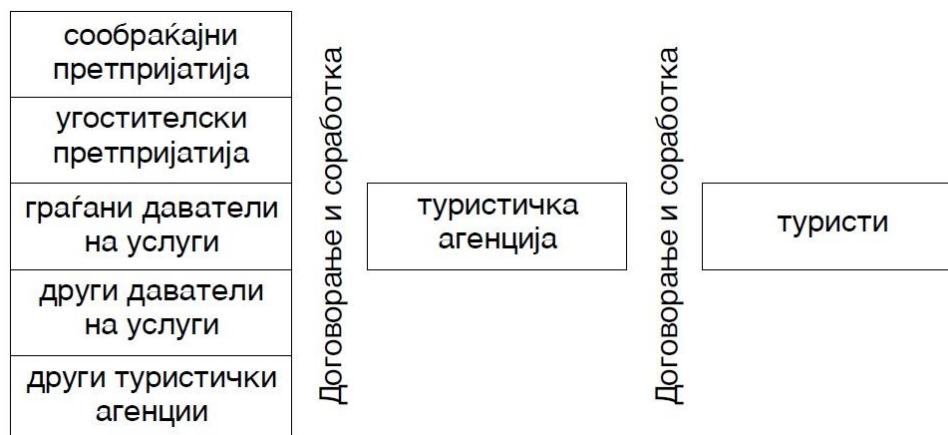 сообраќајни
претпријатија
угостителски
претпријатија
граѓани даватели
на услуги
други даватели
на услуги
други туристички
агенции
Договорање и соработка
туристичка
агенција
Договорање и соработка
туристи